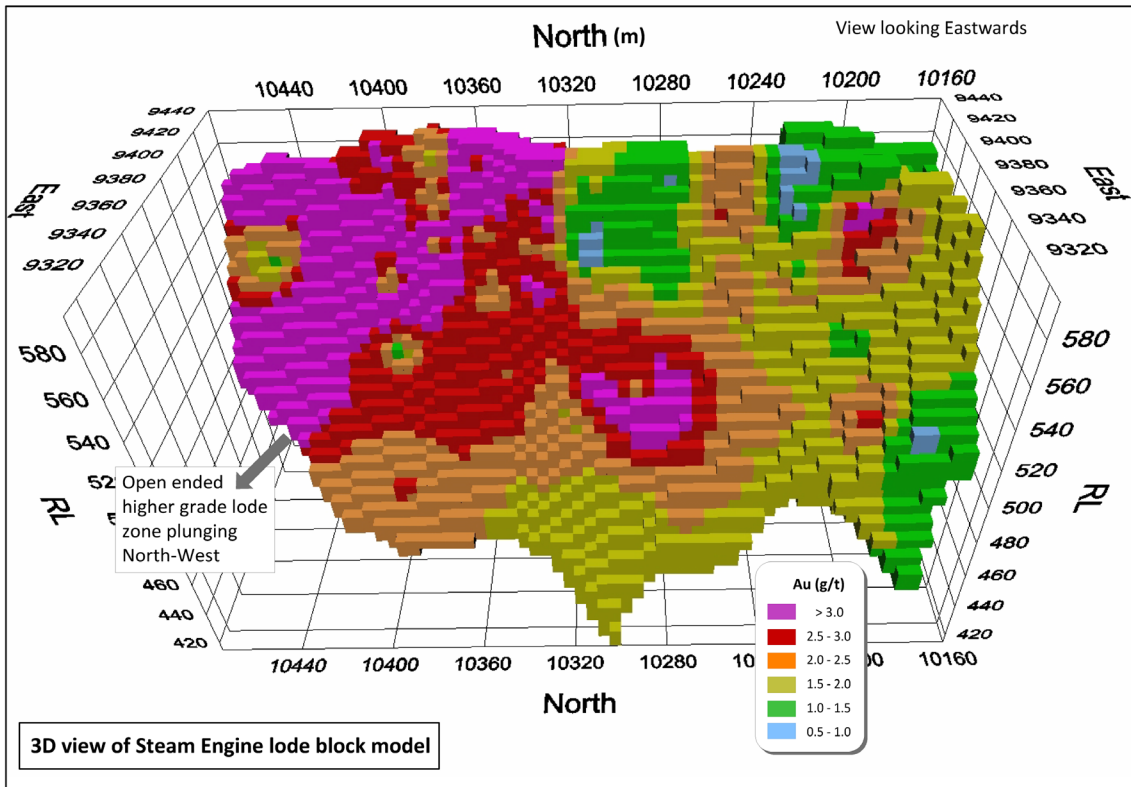 North (m)
View looking Eastwards
10440 10400 10360 10320 10280 10240 10200 10160
9440
9420
9400
9380
9360
9340
9320
East
9440
9420
9400
9380
9360
9340
9320
East
580
560
540
RL
460
440
420
580
560
540
520
500
480
460
440
420
RL
Open ended
higher grade lode
zone plunging
North-West
10440 10400 10360 10320 10280 10160
North
Au (g/t)
> 3.0
2.5 - 3.0
2.0 - 2.5
1.5 - 2.0
1.0 - 1.5
0.5 - 1.0
3D view of Steam Engine lode block model